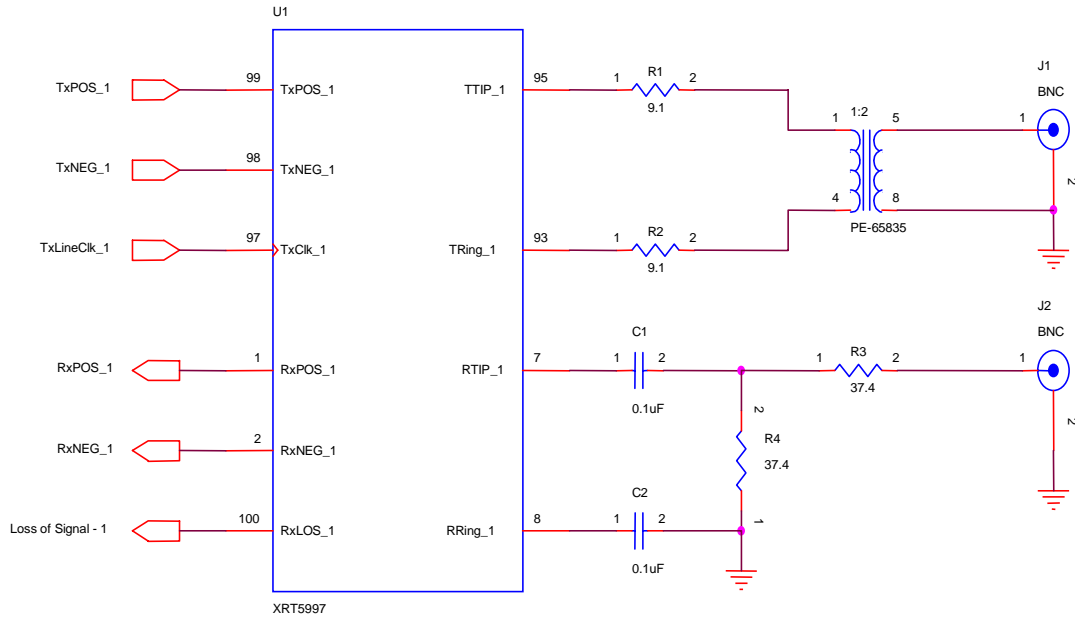 U1
J1
BNC
TxPOS_1 99 TxPOS_1 TTIP_1 95 1 R1 2
9.1
1:2
1 5 1
2
TxNEG_1 98 TxNEG_1
4 8
PE-65835
TxLineClk_1 97 TxClk_1 TRing_1 93 1 R2 2
9.1
J2
BNC
C1
RxPOS_1 1 RxPOS_1 RTIP_1 7 1 2 1 R3 2 1
0.1uF 37.4
2
2
RxNEG_1 2 RxNEG_1 R4
37.4
C2
Loss of Signal - 1 100 RxLOS_1 RRing_1 8 1 2 1
0.1uF
XRT5997